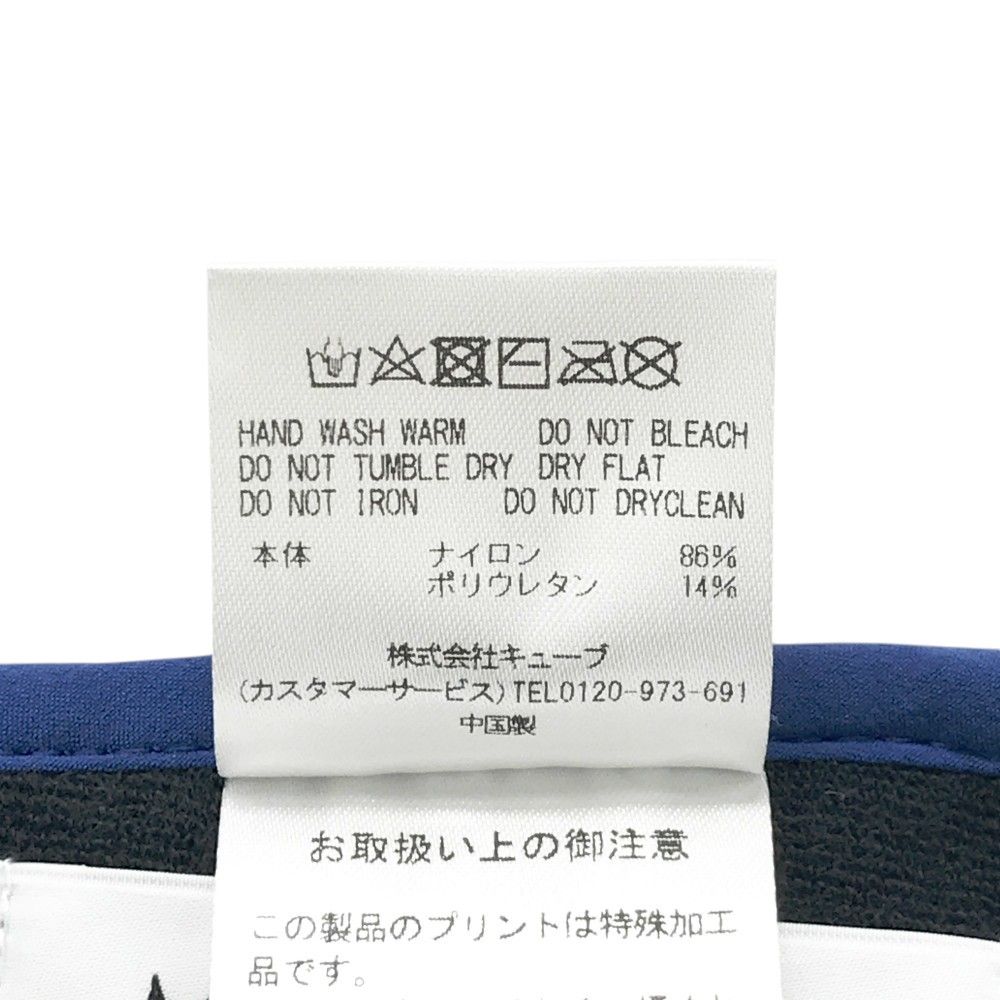 HAND WASH WARM DO NOT BLEACH
DO NOT TUMBLE DRY DRY FLAT
DO NOT IRON DO NOT DRYCLEAN
本体 ナイロン 86%
ポリウレタン 14%
株式会社キューブ
(カスタマーサービス)TEL0120-973-691
中国製
お取扱い上の御注意
この製品のプリントは特殊加工
品です。